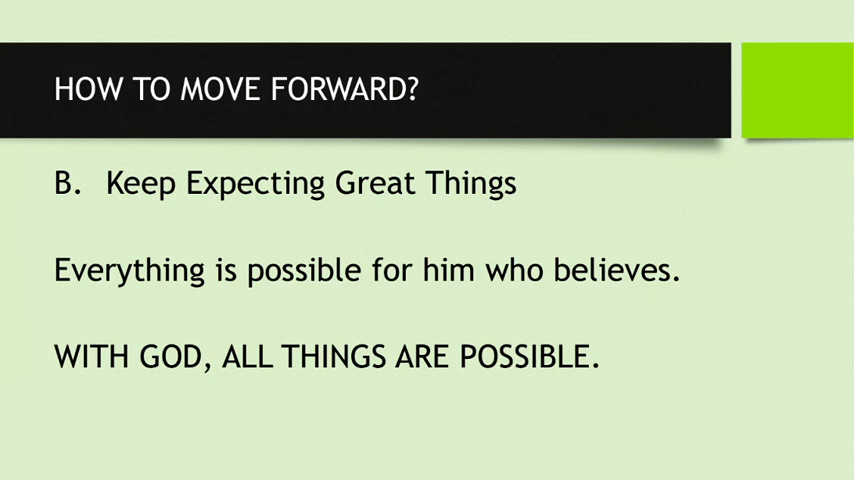 HOW TO MOVE FORWARD?
B. Keep Expecting Great Things
Everything is possible for him who believes.
WITH GOD, ALL THINGS ARE POSSIBLE.